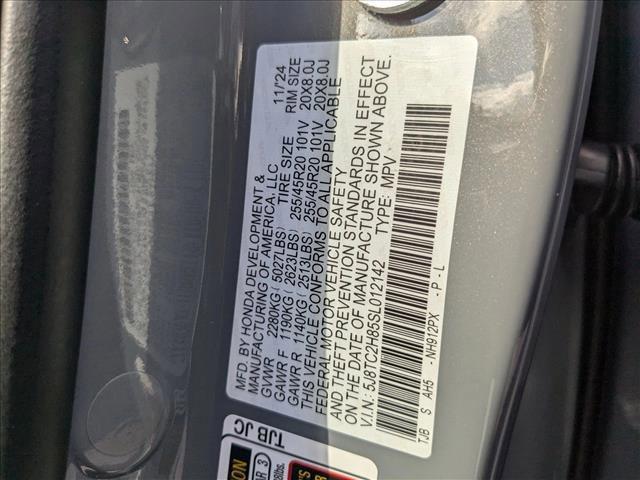 MFD. BY HONDA DEVELOPMENT &
MANUFACTURING OF AMERICA, LLC 11/24
GVWR 2280KG(5027LBS) TIRE SIZE RIM SIZE
GAWR F 1190KG(2623LBS) 255/45R20 101V 20X8.0J
GAWR R 1140KG(2513LBS) 255/45R20 101V 20X8.0J
THIS VEHICLE CONFORMS TO ALL APPLICABLE
FEDERAL MOTOR VEHICLE SAFETY
AND THEFT PREVENTION STANDARDS IN EFFECT
ON THE DATE OF MANUFACTURE SHOWN ABOVE.
V.I.N.: 5J8TC2H85SL012142 TYPE: MPV
TJB S AH5 -NH912PX -P-L
TJB JC
ON
R 3
lbs.